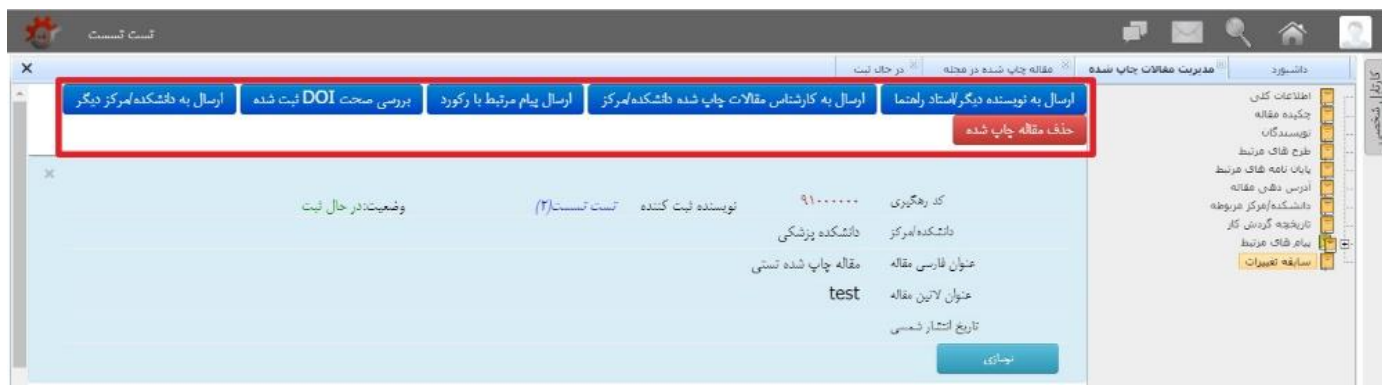 تست تسست
داشبورد
مدیریت مقالات چاپ شده
مقاله چاپ شده در مجله
در حال ثبت
کارتابل شخصی
اطلاعات کلی
چکیده مقاله
نویسندگان
طرح های مرتبط
پایان نامه های مرتبط
آدرس دهی مقاله
دانشکده/مرکز مربوطه
تاریخچه گردش کار
پیام های مرتبط
سابقه تغییرات
ارسال به نویسنده دیگر/استاد راهنما
ارسال به کارشناس مقالات چاپ شده دانشکده/مرکز
ارسال پیام مرتبط با رکورد
بررسی صحت DOI ثبت شده
ارسال به دانشکده/مرکز دیگر
حذف مقاله چاپ شده
کد رهگیری ۹۱۰۰۰۰۰۰ نویسنده ثبت کننده تست تسست(۲) وضعیت:در حال ثبت
دانشکده/مرکز دانشکده پزشکی
عنوان فارسی مقاله مقاله چاپ شده تستی
عنوان لاتین مقاله test
تاریخ انتشار شمسی
نوسازی